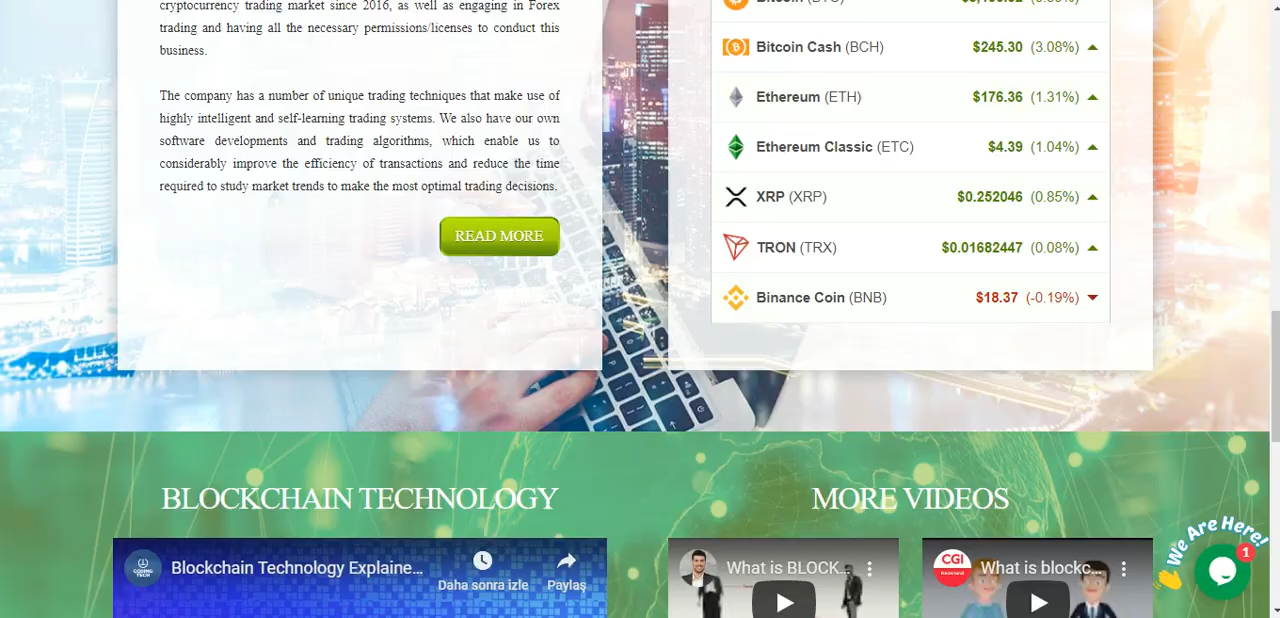 cryptocurrency trading market since 2016, as well as engaging in Forex
trading and having all the necessary permissions/licenses to conduct this
business.
The company has a number of unique trading techniques that make use of
highly intelligent and self-learning trading systems. We also have our own
software developments and trading algorithms, which enable us to
considerably improve the efficiency of transactions and reduce the time
required to study market trends to make the most optimal trading decisions.
READ MORE
Bitcoin Cash (BCH) $245.30 (3.08%)
Ethereum (ETH) $176.36 (1.31%)
Ethereum Classic (ETC) $4.39 (1.04%)
XRP (XRP) $0.252046 (0.85%)
TRON (TRX) $0.01682447 (0.08%)
Binance Coin (BNB) $18.37 (-0.19%)
BLOCKCHAIN TECHNOLOGY
MORE VIDEOS
CODING TECH
Blockchain Technology Explaine...
Daha sonra izle
Paylaş
What is BLOCK...
CGI
What is blockc...
We Are Here!
1